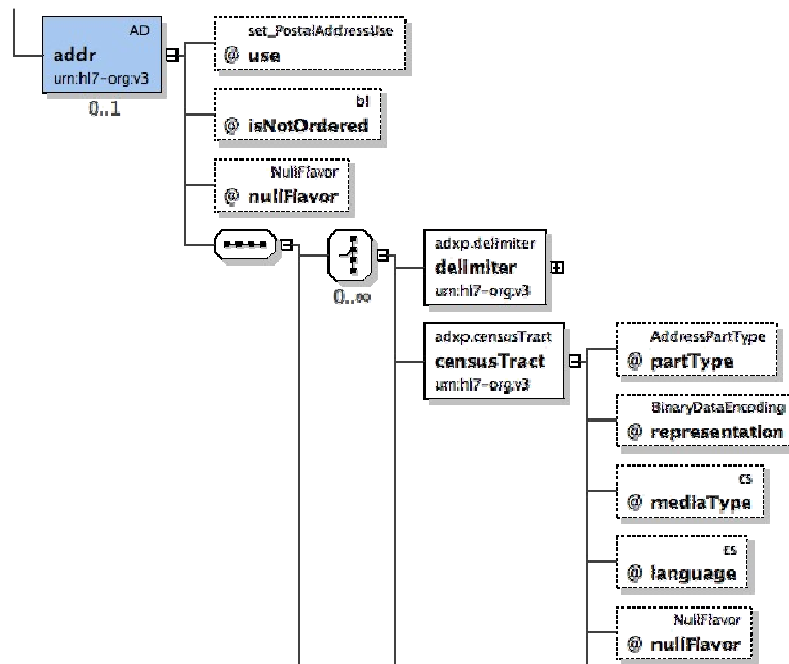 AD
addr
urn:hl7-org:v3
0..1
set_PostalAddressUse
@ use
bl
@ isNotOrdered
NullFlavor
@ nullFlavor
0..∞
adxp.delimiter
delimiter
urn:hl7-org:v3
adxp.censusTract
censusTract
urn:hl7-org:v3
AddressPartType
@ partType
BinaryDataEncoding
@ representation
cs
@ mediaType
cs
@ language
NullFlavor
@ nullFlavor